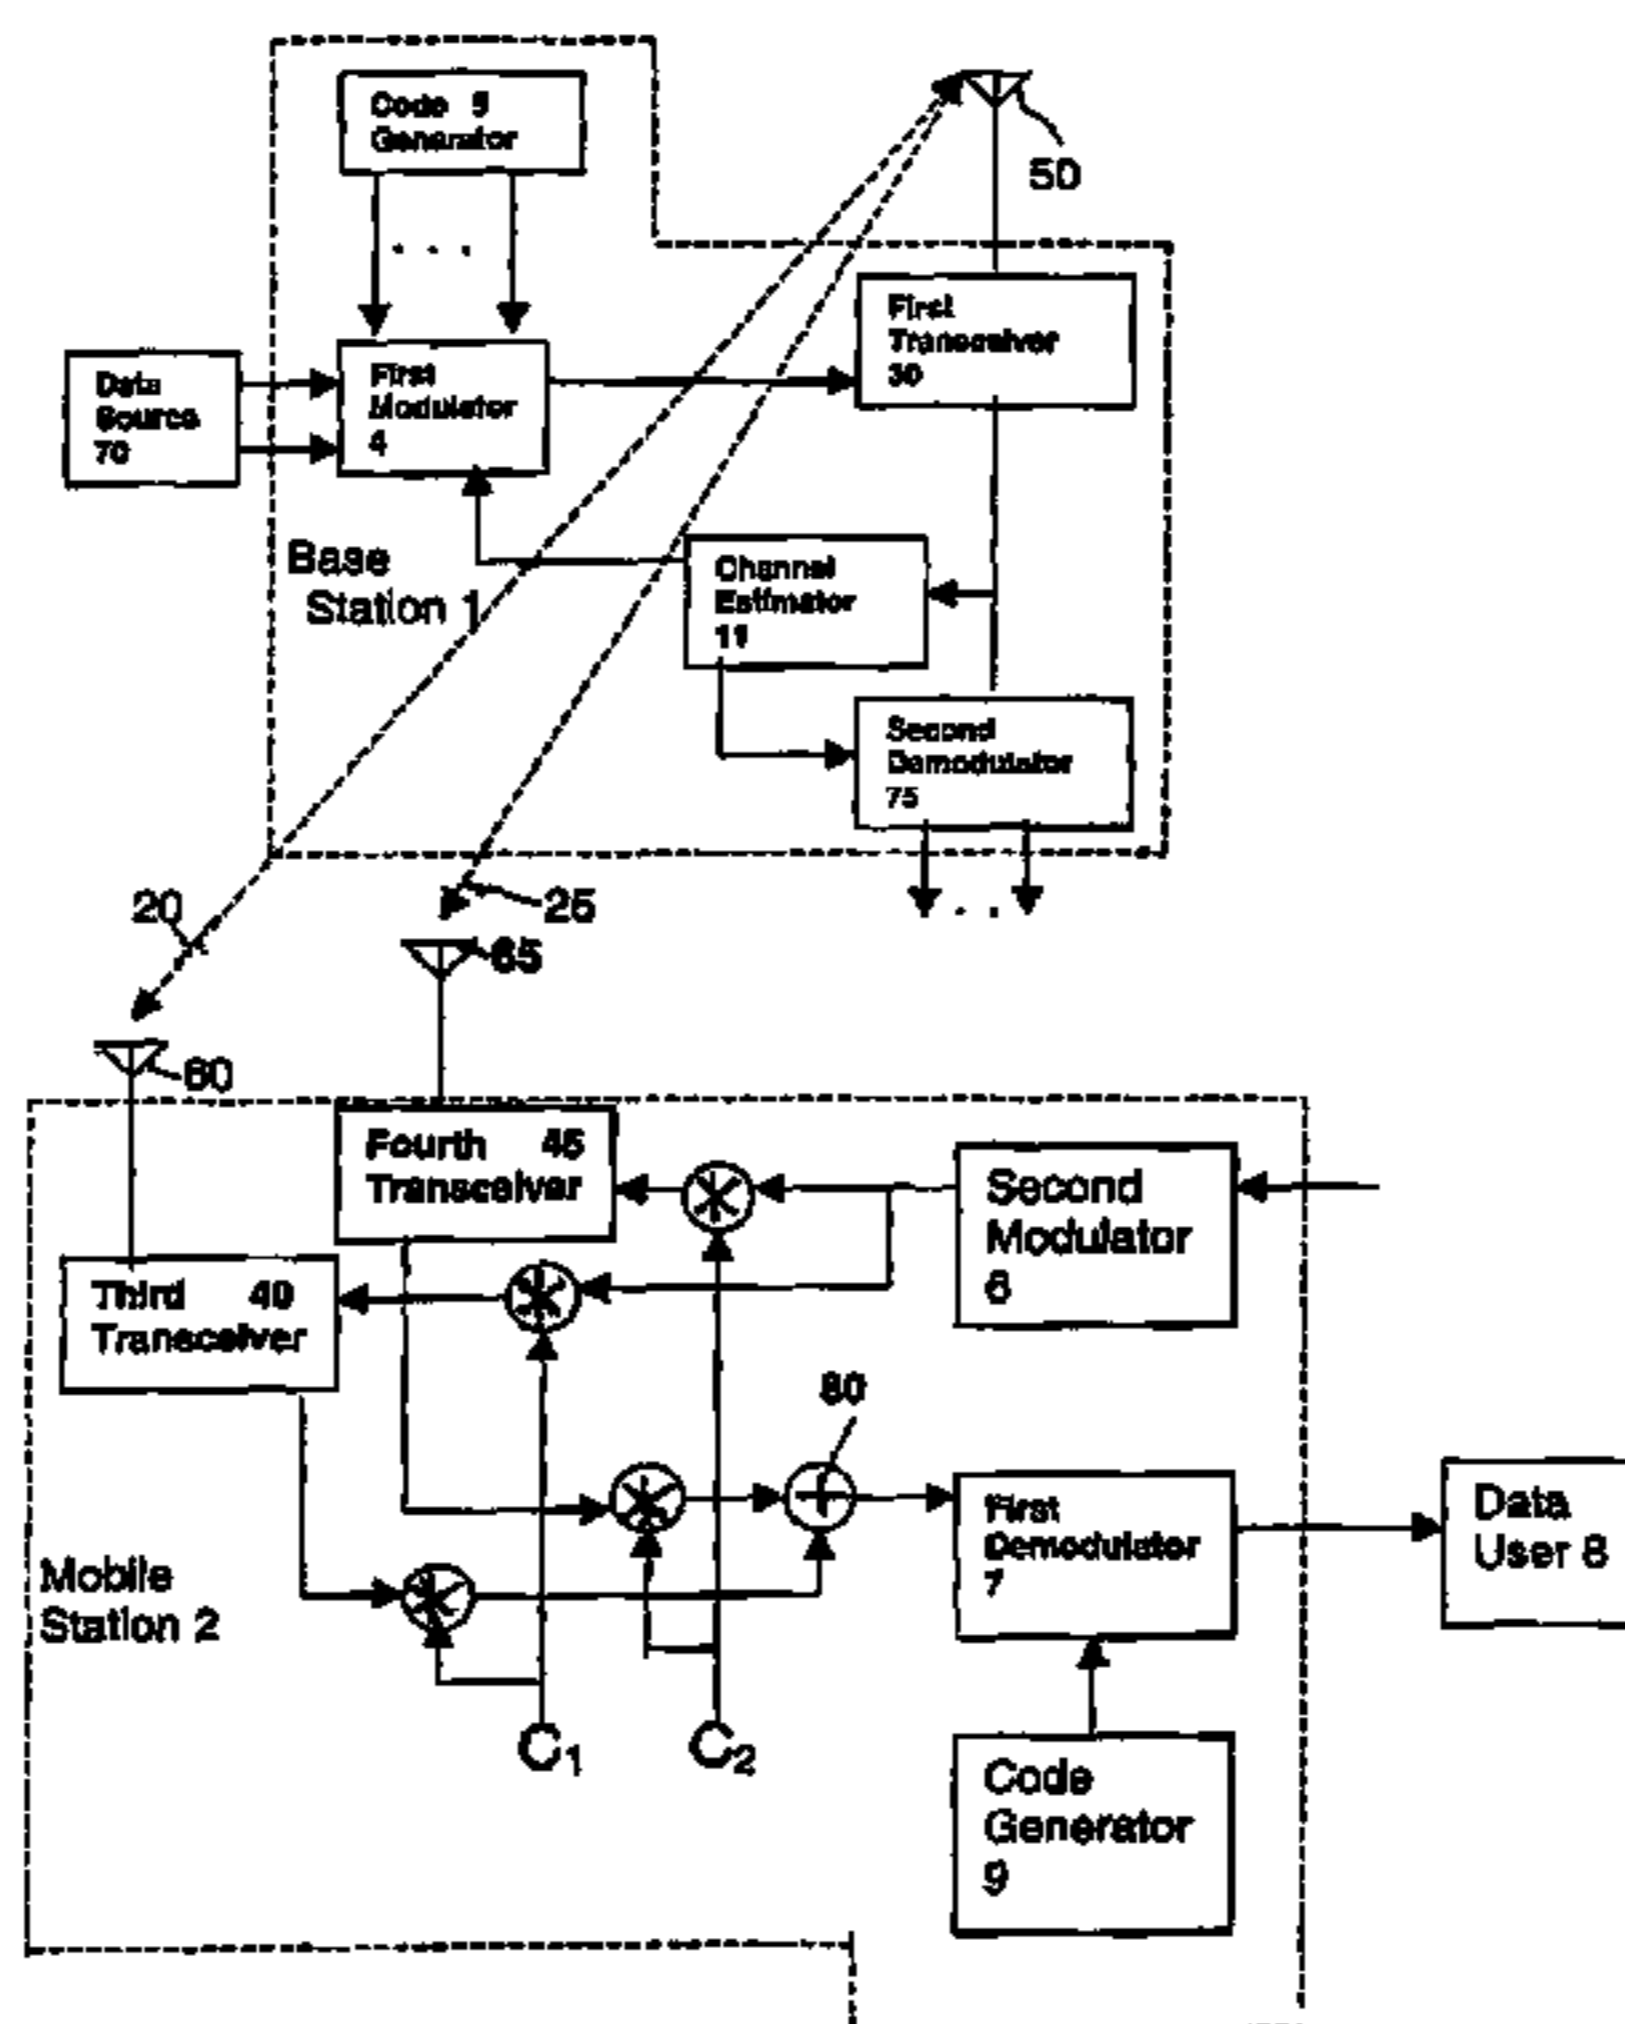 Code 5
Generator
50
First
Transceiver
30
Data
Source
70
First
Modulator
4
Base
Station 1
Channel
Estimator
11
Second
Demodulator
75
20
25
65
60
Fourth 45
Transceiver
Second
Modulator
6
Third 40
Transceiver
80
First
Demodulator
7
Data
User 8
Mobile
Station 2
C1
C2
Code
Generator
9